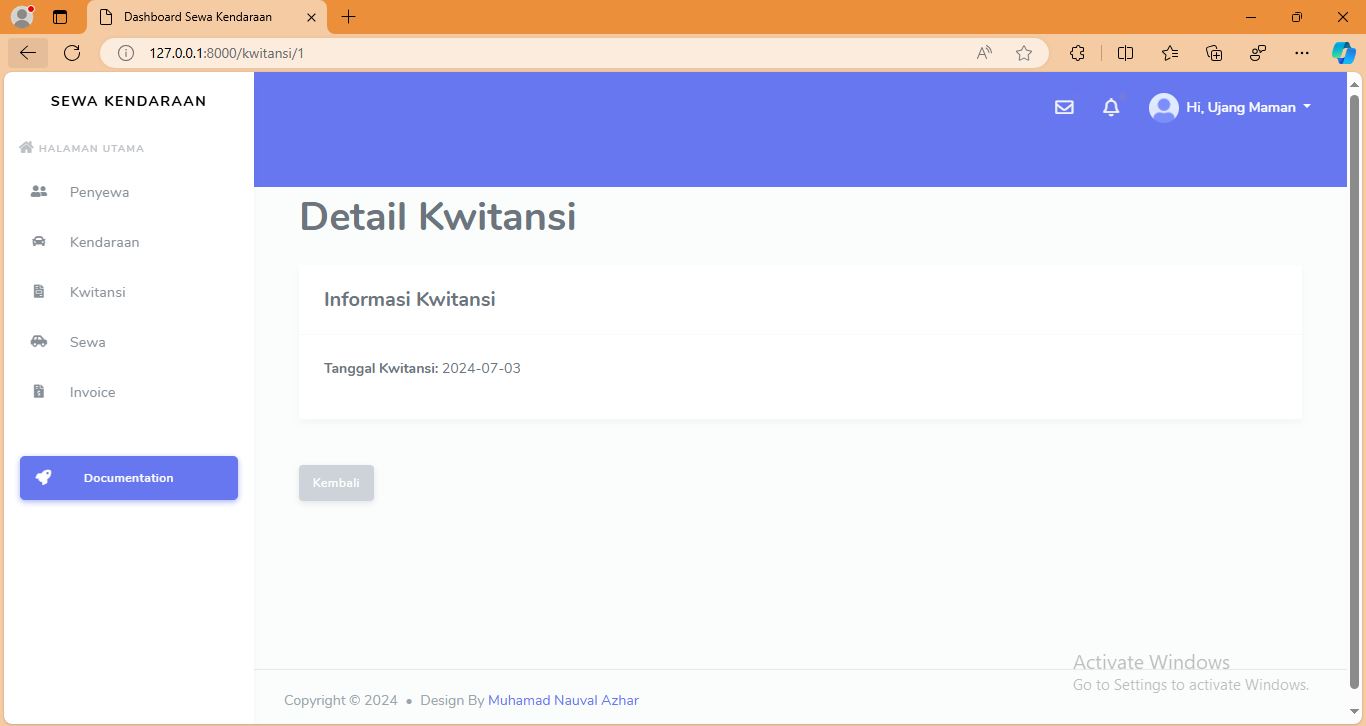 Dashboard Sewa Kendaraan
127.0.0.1:8000/kwitansi/1
SEWA KENDARAAN
Hi, Ujang Maman
HALAMAN UTAMA
Penyewa
Kendaraan
Kwitansi
Sewa
Invoice
Documentation
Detail Kwitansi
Informasi Kwitansi
Tanggal Kwitansi: 2024-07-03
Kembali
Activate Windows
Go to Settings to activate Windows.
Copyright © 2024 • Design By Muhamad Nauval Azhar